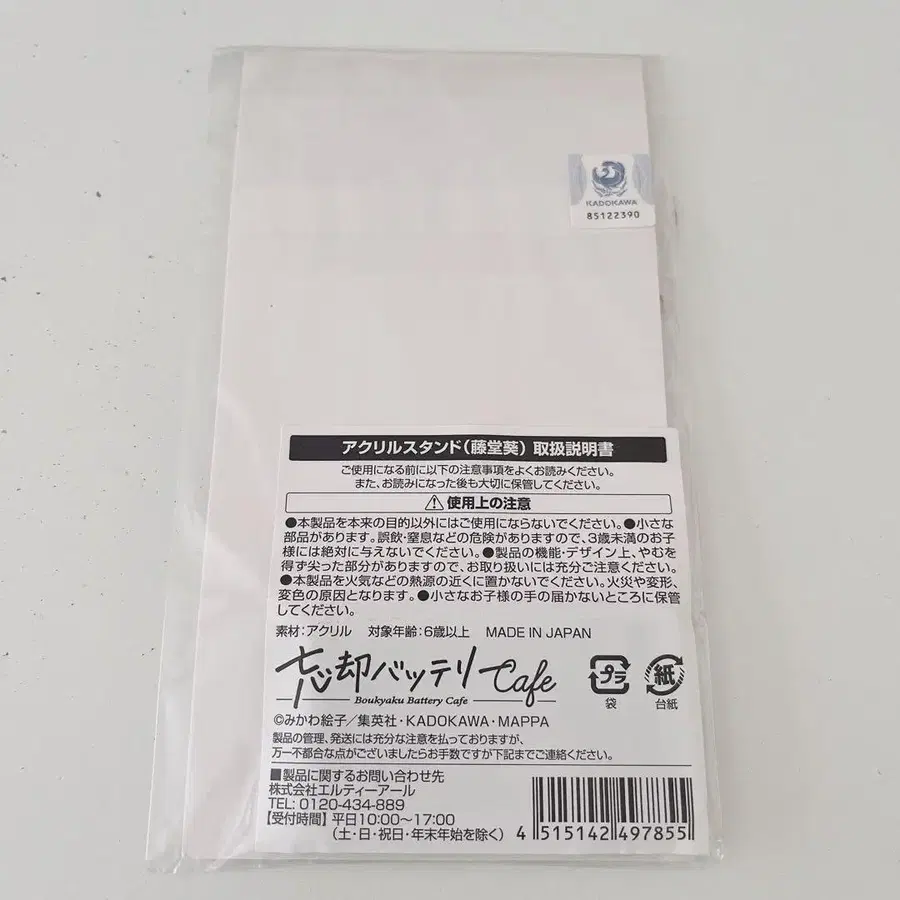 KADOKAWA
85122390
アクリルスタンド(藤堂葵) 取扱説明書
ご使用になる前に以下の注意事項をよくお読みください。
また、お読みになった後も大切に保管してください。
使用上の注意
●本製品を本来の目的以外にはご使用にならないでください。●小さな
部品があります。誤飲・窒息などの危険がありますので、3歳未満のお子
様には絶対に与えないでください。●製品の機能・デザイン上、やむを
得ず尖った部分がありますので、お取り扱いには充分ご注意ください。
●本製品を火気などの熱源の近くに置かないでください。火災や変形、
変色の原因となります。●小さなお子様の手の届かないところに保管
してください。
素材:アクリル 対象年齢:6歳以上 MADE IN JAPAN
忘却バッテリーCafe
Boukyaku Battery Cafe
プラ
袋
紙
台紙
©みかわ絵子/集英社・KADOKAWA・MAPPA
製品の管理、発送には充分な注意を払っておりますが、
万一不都合な点がございましたらお手数ですが下記までご連絡ください。
■製品に関するお問い合わせ先
株式会社エルティーアール
TEL: 0120-434-889
【受付時間】平日10:00~17:00
(土・日・祝日・年末年始を除く)
4 515142 497855